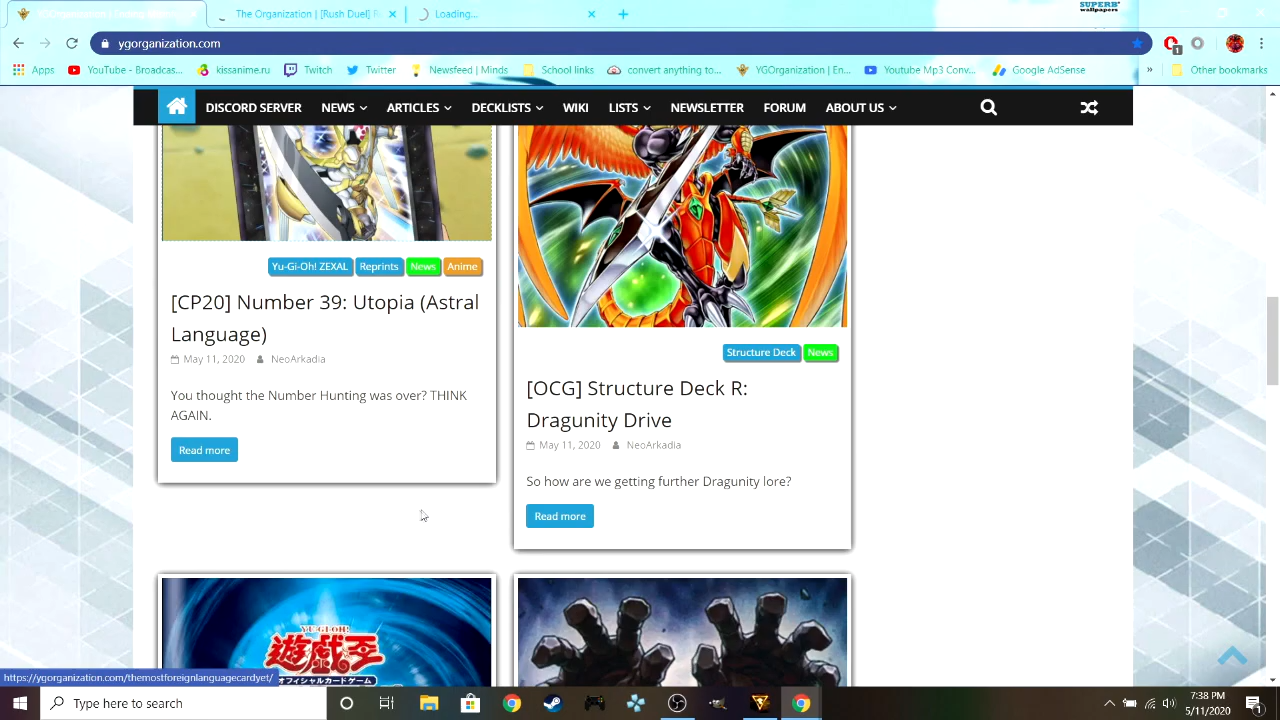 SUPERB
wallpapers
The Organization | [Rush Duel]
Loading...
ygorganization.com
1
Apps
YouTube - Broadcas...
kissanime.ru
Twitch
Twitter
Newsfeed | Minds
School links
convert anything to...
YGOrganization | En...
Youtube Mp3 Conv...
Google AdSense
»
Other bookmarks
DISCORD SERVER NEWS ARTICLES DECKLISTS WIKI LISTS NEWSLETTER FORUM ABOUT US
Yu-Gi-Oh! ZEXAL Reprints News Anime
[CP20] Number 39: Utopia (Astral
Language)
May 11, 2020 NeoArkadia
You thought the Number Hunting was over? THINK
AGAIN.
Read more
Structure Deck News
[OCG] Structure Deck R:
Dragunity Drive
May 11, 2020 NeoArkadia
So how are we getting further Dragunity lore?
Read more
YU-GI-OH!
遊戯王
オフィシャルカードゲーム
https://ygorganization.com/themostforeignlanguagecardyet/
Type here to search
7:38 PM
5/11/2020
1